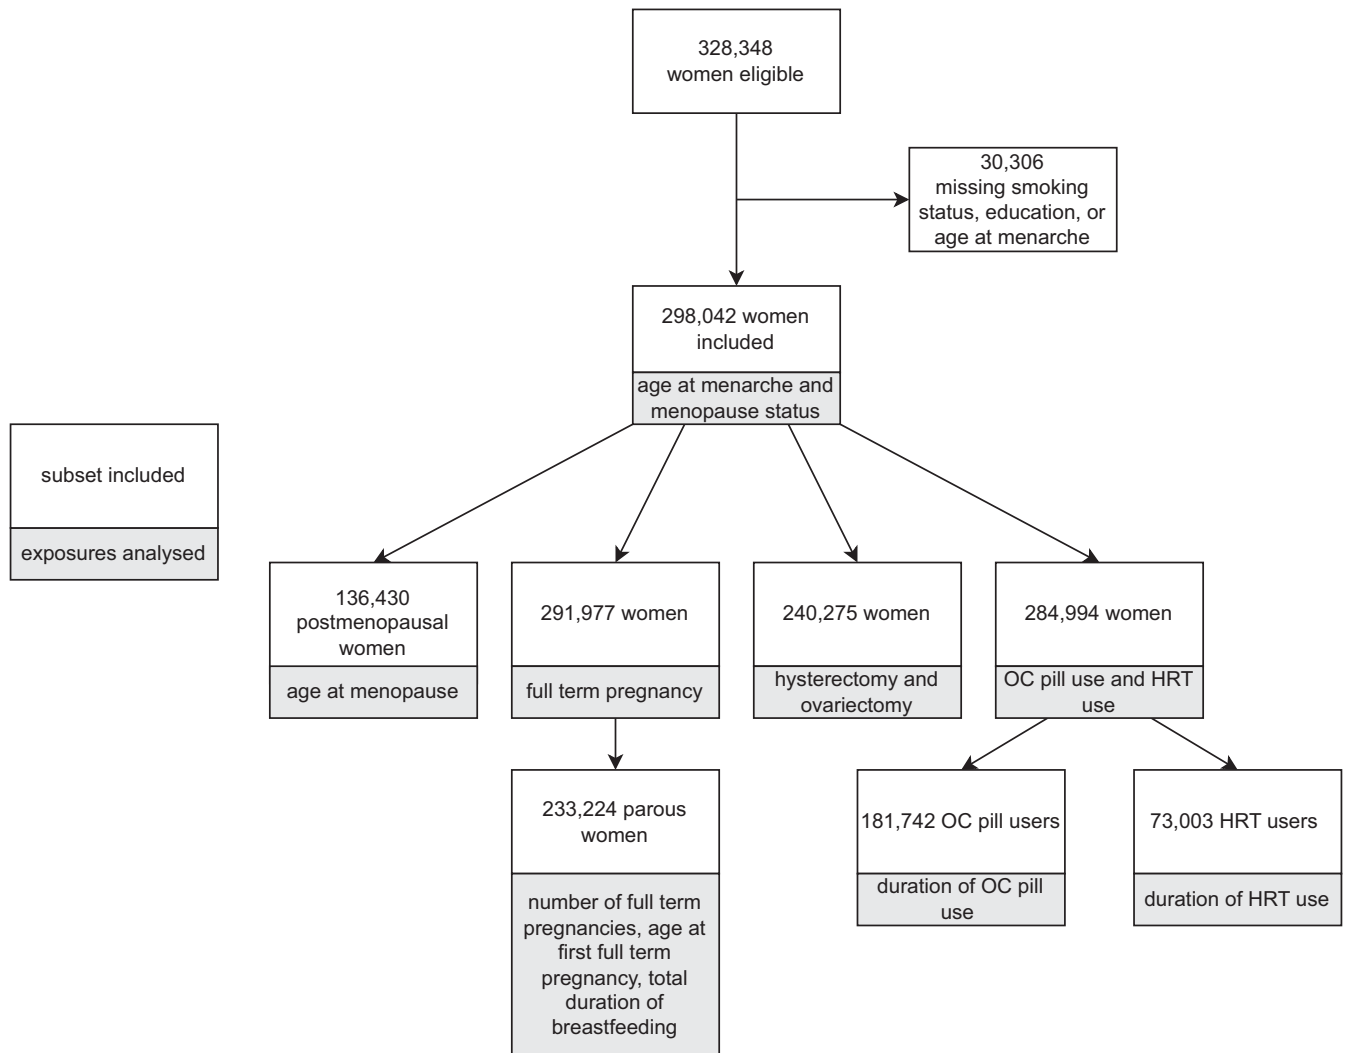 328,348
women eligible
30,306
missing smoking
status, education, or
age at menarche
298,042 women
included
age at menarche and
menopause status
subset included
exposures analysed
136,430
postmenopausal
women
age at menopause
291,977 women
full term pregnancy
240,275 women
hysterectomy and
ovariectomy
284,994 women
OC pill use and HRT
use
233,224 parous
women
number of full term
pregnancies, age at
first full term
pregnancy, total
duration of
breastfeeding
181,742 OC pill users
duration of OC pill
use
73,003 HRT users
duration of HRT use